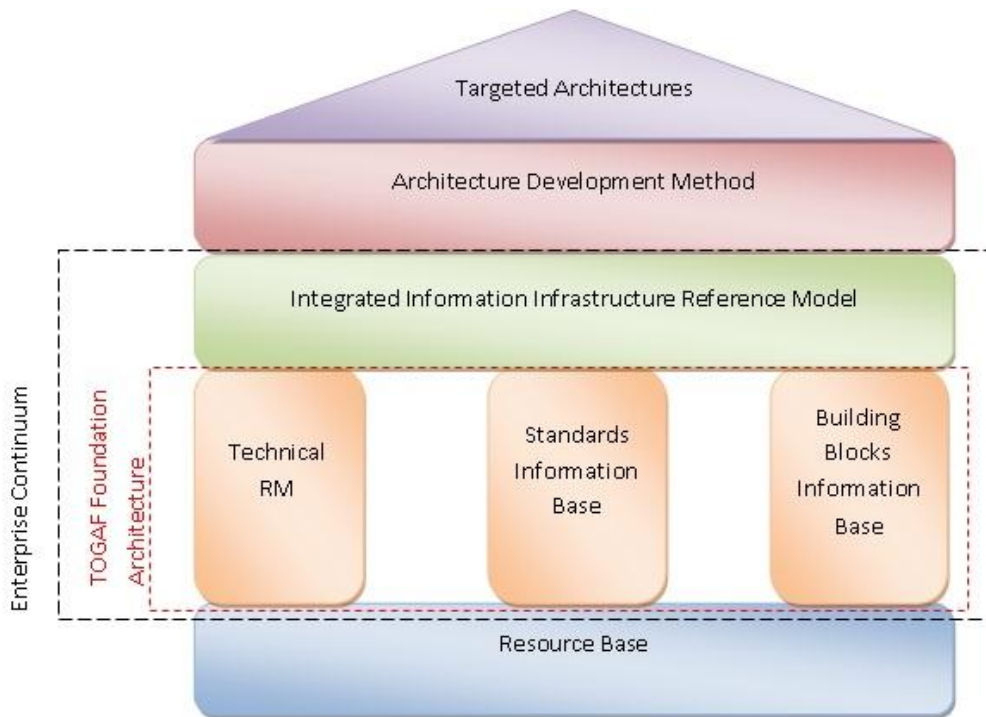 Targeted Architectures
Architecture Development Method
Integrated Information Infrastructure Reference Model
Enterprise Continuum
TOGAF Foundation
Architecture
Technical
RM
Standards
Information
Base
Building
Blocks
Information
Base
Resource Base